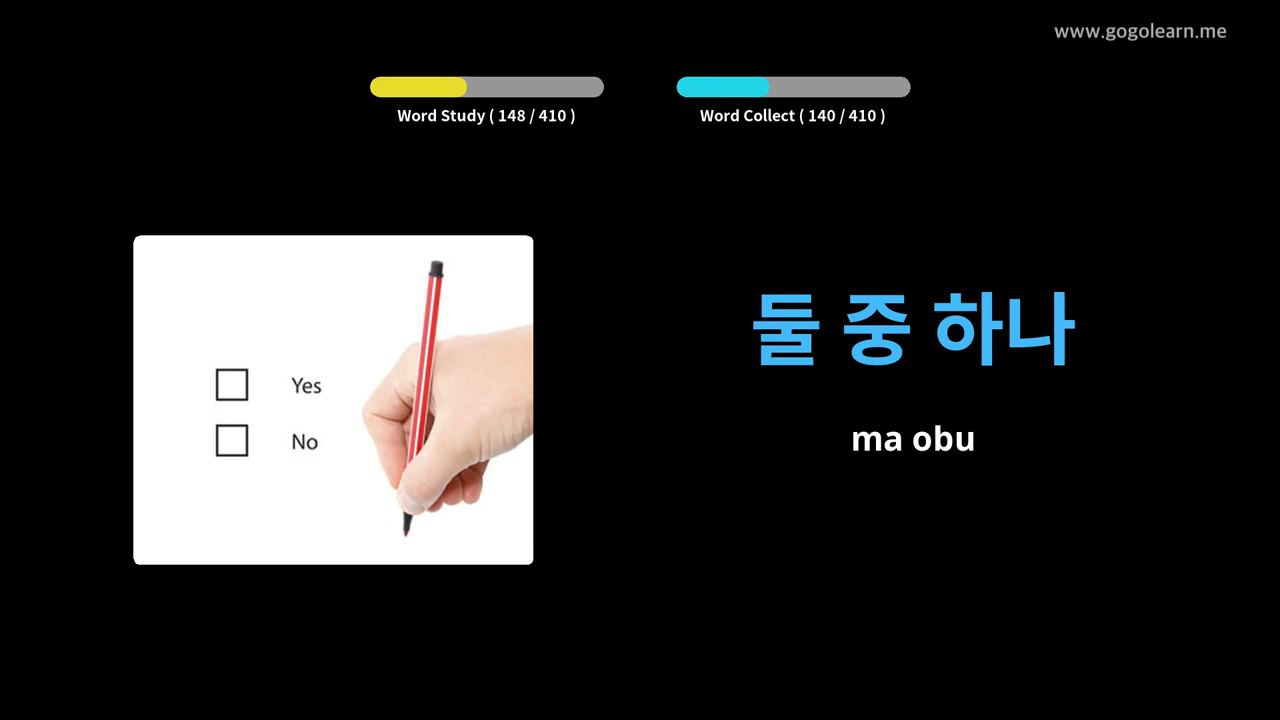 www.gogolearn.me
Word Study ( 148 / 410 )
Word Collect ( 140 / 410 )
Yes
No
둘 중 하나
ma obu